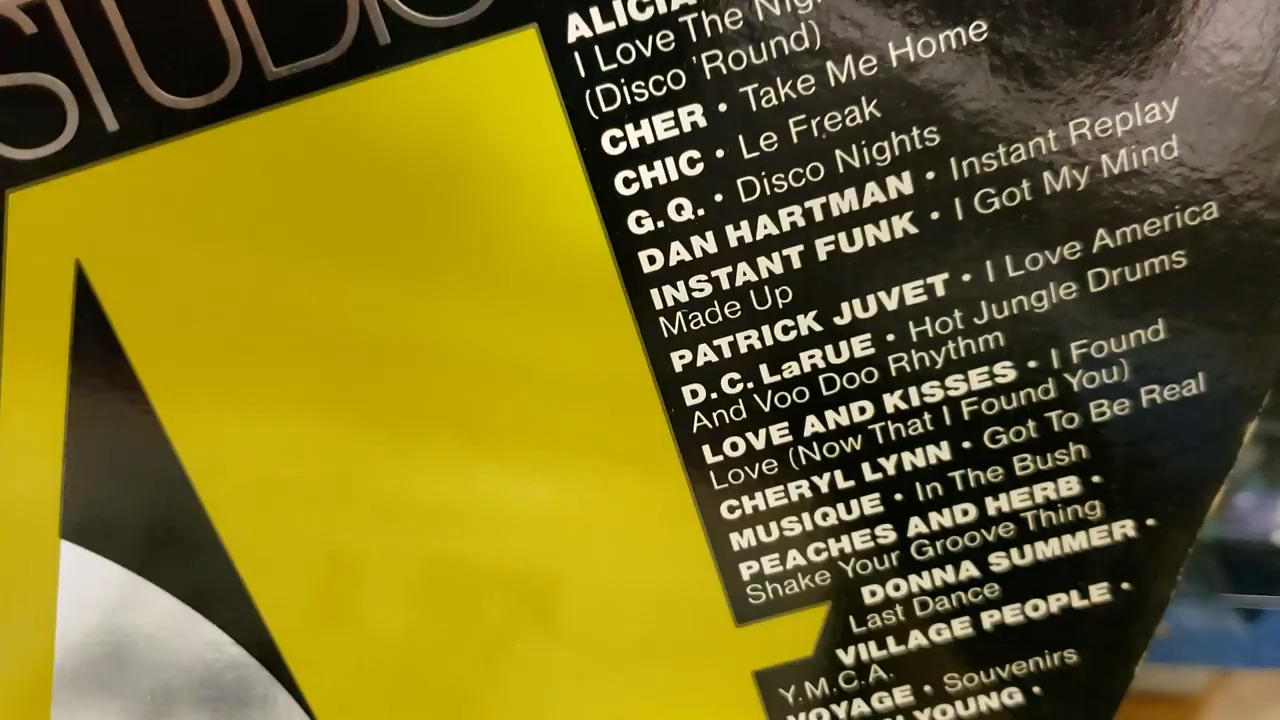 STUDIO
ALICIA
I Love The Nig
(Disco 'Round)
CHER • Take Me Home
CHIC • Le Freak
G.Q. • Disco Nights
DAN HARTMAN • Instant Replay
INSTANT FUNK • I Got My Mind
Made Up
PATRICK JUVET • I Love America
D.C. LaRUE • Hot Jungle Drums
And Voo Doo Rhythm
LOVE AND KISSES • I Found
Love (Now That I Found You)
CHERYL LYNN • Got To Be Real
MUSIQUE • In The Bush
PEACHES AND HERB •
Shake Your Groove Thing
DONNA SUMMER •
Last Dance
VILLAGE PEOPLE •
Y.M.C.A.
VOYAGE • Souvenirs
YOUNG •